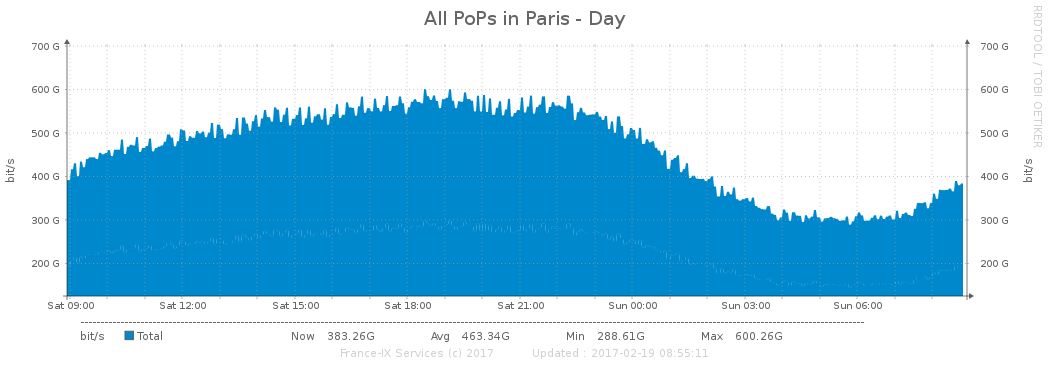 All PoPs in Paris - Day
RRDTOOL / TOBI OETIKER
700 G 700 G
600 G 600 G
500 G 500 G
400 G 400 G
300 G 300 G
200 G 200 G
bit/s bit/s
Sat 09:00 Sat 12:00 Sat 15:00 Sat 18:00 Sat 21:00 Sun 00:00 Sun 03:00 Sun 06:00
bit/s Total Now 383.26G Avg 463.34G Min 288.61G Max 600.26G
France-IX Services (c) 2017 Updated : 2017-02-19 08:55:11